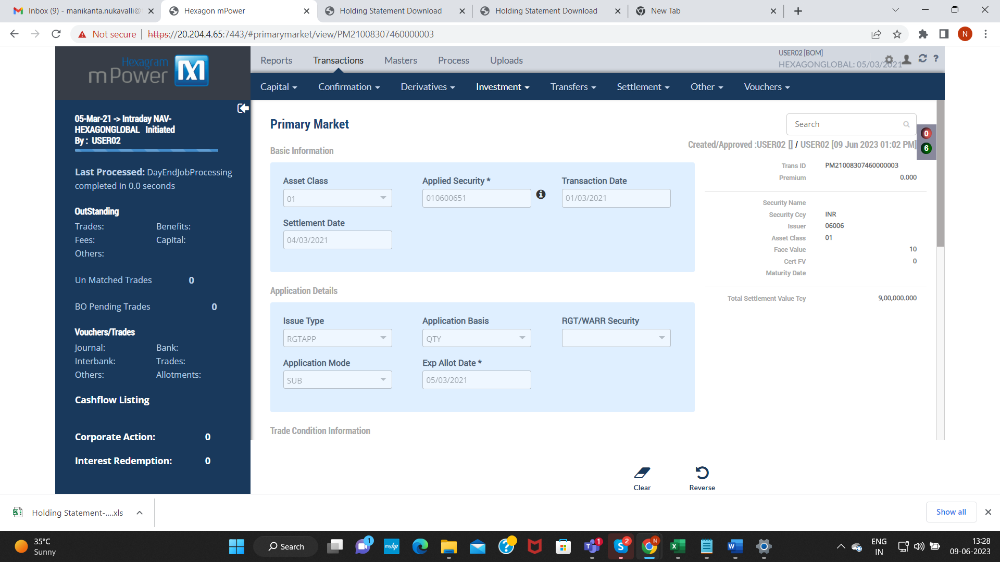 Inbox (9) - manikanta.nukavalli@
Hexagon mPower
Holding Statement Download
Holding Statement Download
New Tab
Not secure
https://20.204.4.65:7443/#primarymarket/view/PM21008307460000003
N
Hexagram
mPower
Reports
Transactions
Masters
Process
Uploads
USER02 [BOM]
HEXAGONGLOBAL: 05/03/2021
?
Capital
Confirmation
Derivatives
Investment
Transfers
Settlement
Other
Vouchers
05-Mar-21 -> Intraday NAV-
HEXAGONGLOBAL Initiated
By : USER02
Last Processed: DayEndJobProcessing
completed in 0.0 seconds
OutStanding
Trades:
Benefits:
Fees:
Capital:
Others:
Un Matched Trades 0
BO Pending Trades 0
Vouchers/Trades
Journal:
Bank:
Interbank:
Trades:
Others:
Allotments:
Cashflow Listing
Corporate Action: 0
Interest Redemption: 0
Primary Market
Search
0
6
Created/Approved :USER02 [] / USER02 [09 Jun 2023 01:02 PM]
Basic Information
Asset Class
Applied Security *
Transaction Date
01
010600651
01/03/2021
Settlement Date
04/03/2021
Application Details
Issue Type
Application Basis
RGT/WARR Security
RGTAPP
QTY
Application Mode
Exp Allot Date *
SUB
05/03/2021
Trade Condition Information
Trans ID PM21008307460000003
Premium 0.000
Security Name
Security Ccy INR
Issuer 06006
Asset Class 01
Face Value 10
Cert FV 0
Maturity Date
Total Settlement Value Tcy 9,00,000.000
Clear
Reverse
Holding Statement-....xls
Show all
35°C
Sunny
Search
1
myhp
1
2
N
ENG
IN
13:28
09-06-2023